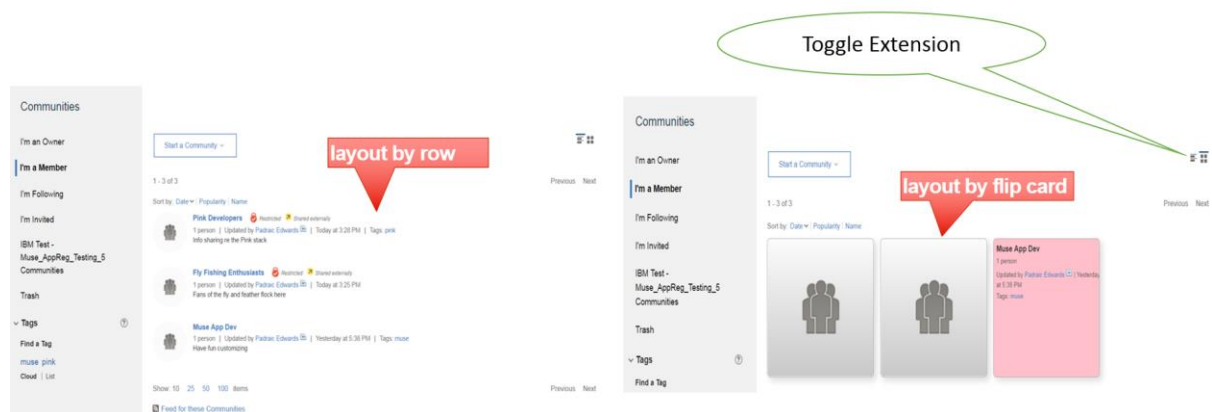 Toggle Extension
Communities
I'm an Owner
I'm a Member
I'm Following
I'm Invited
IBM Test -
Muse_AppReg_Testing_5
Communities
Trash
Tags
Find a Tag
muse pink
Cloud | List
Start a Community
layout by row
1 - 3 of 3
Previous Next
Sort by: Date Popularity | Name
Pink Developers Restricted Shared externally
1 person | Updated by Padraic Edwards | Today at 3:28 PM | Tags: pink
Info sharing re the Pink stack
Fly Fishing Enthusiasts Restricted Shared externally
1 person | Updated by Padraic Edwards | Today at 3:25 PM
Fans of the fly and feather flock here
Muse App Dev
1 person | Updated by Padraic Edwards | Yesterday at 5:36 PM | Tags: muse
Have fun customizing
Show 10 25 50 100 items
Previous Next
Feed for these Communities
Communities
I'm an Owner
I'm a Member
I'm Following
I'm Invited
IBM Test -
Muse_AppReg_Testing_5
Communities
Trash
Tags
Find a Tag
Start a Community
layout by flip card
1 - 3 of 3
Previous Next
Sort by: Date Popularity | Name
Muse App Dev
1 person
Updated by Padraic Edwards | Yesterday
at 5:36 PM
Tags: muse